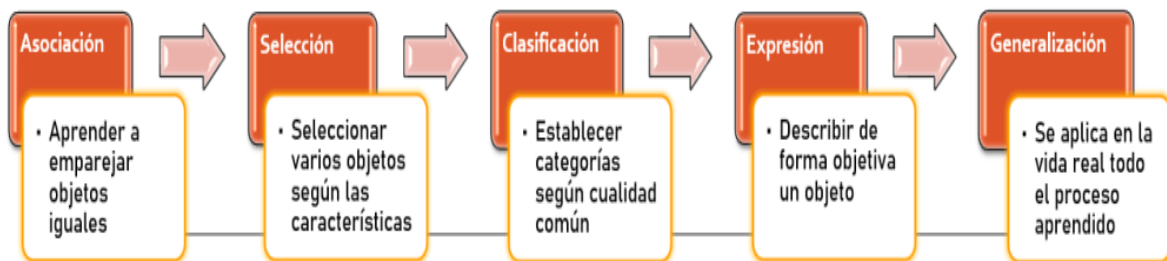 Asociación
• Aprender a
emparejar
objetos
iguales
Selección
• Seleccionar
varios objetos
según las
características
Clasificación
• Establecer
categorías
según cualidad
común
Expresión
• Describir de
forma objetiva
un objeto
Generalización
• Se aplica en la
vida real todo
el proceso
aprendido